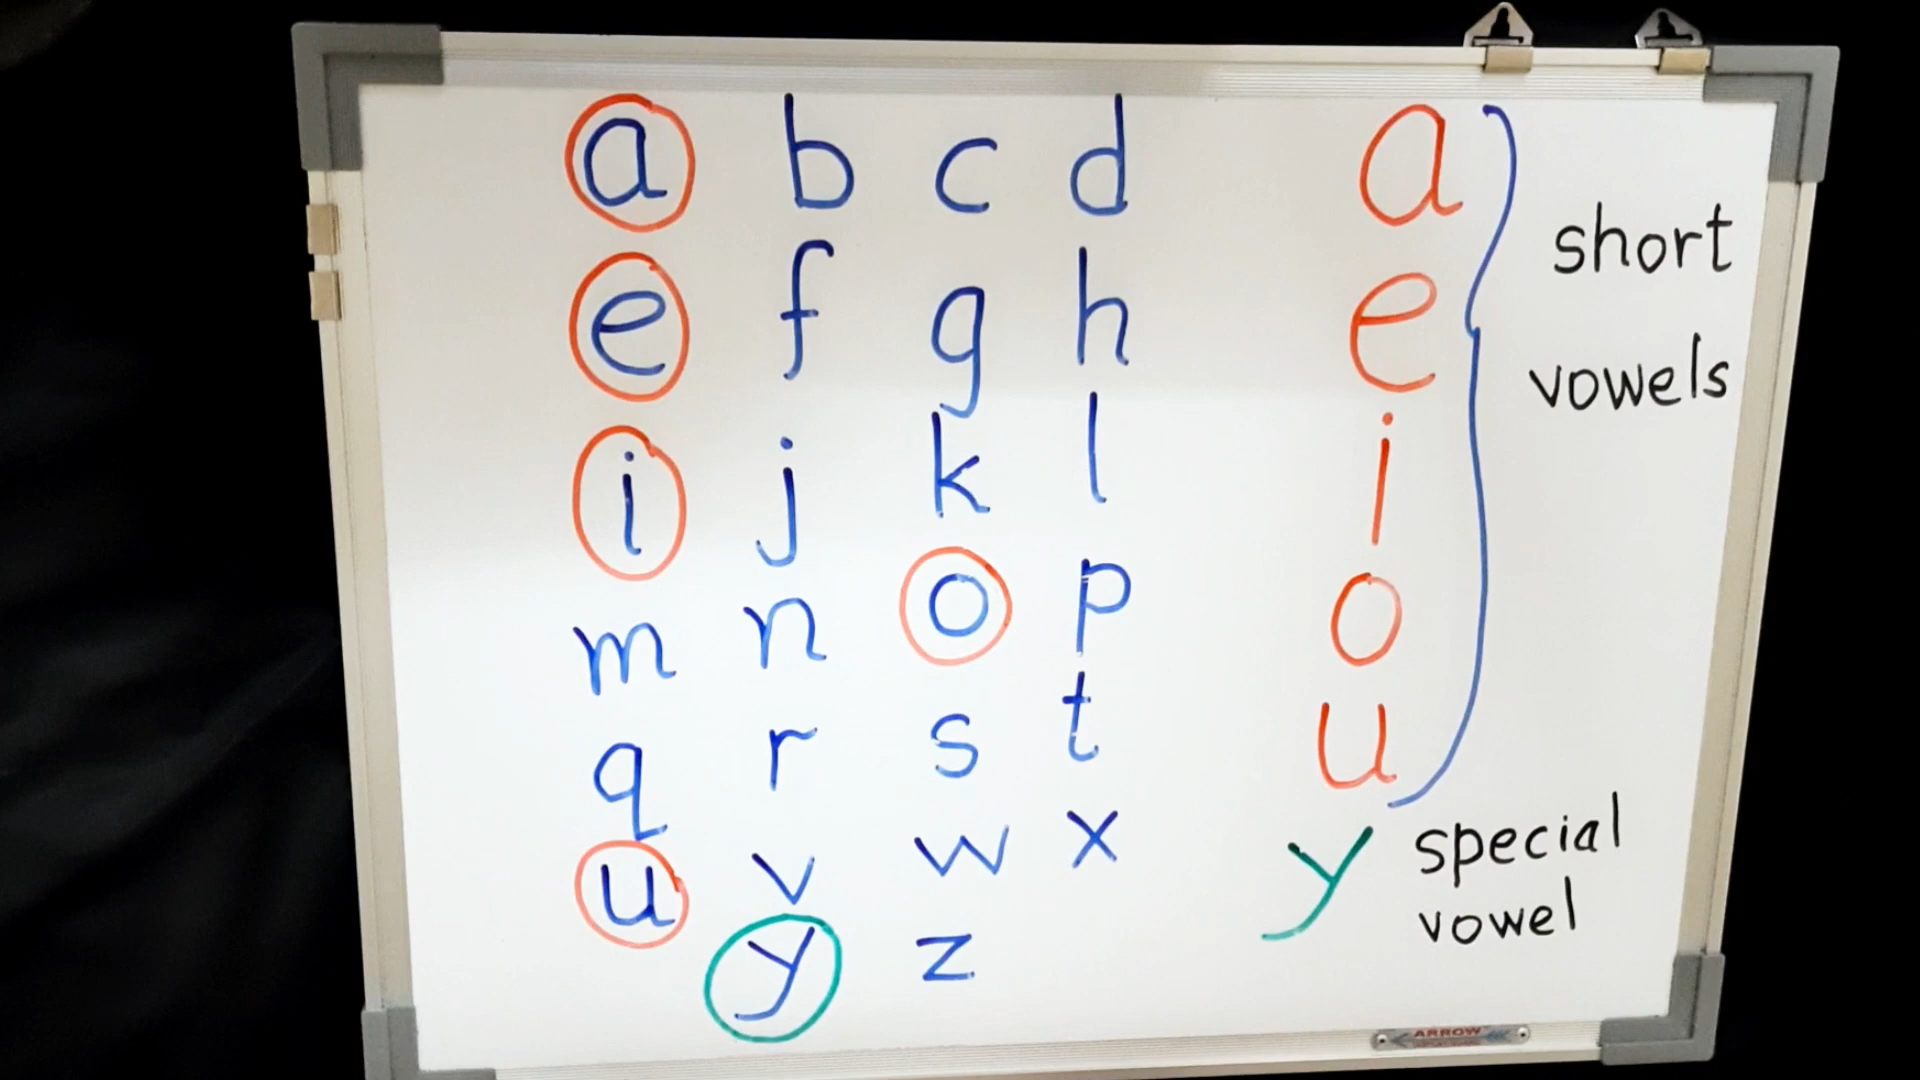 a b c d
e f g h
i j k l
m n o p
q r s t
u v w x
y z
a
e
i
o
u
short
vowels
y special
vowel
ARROW